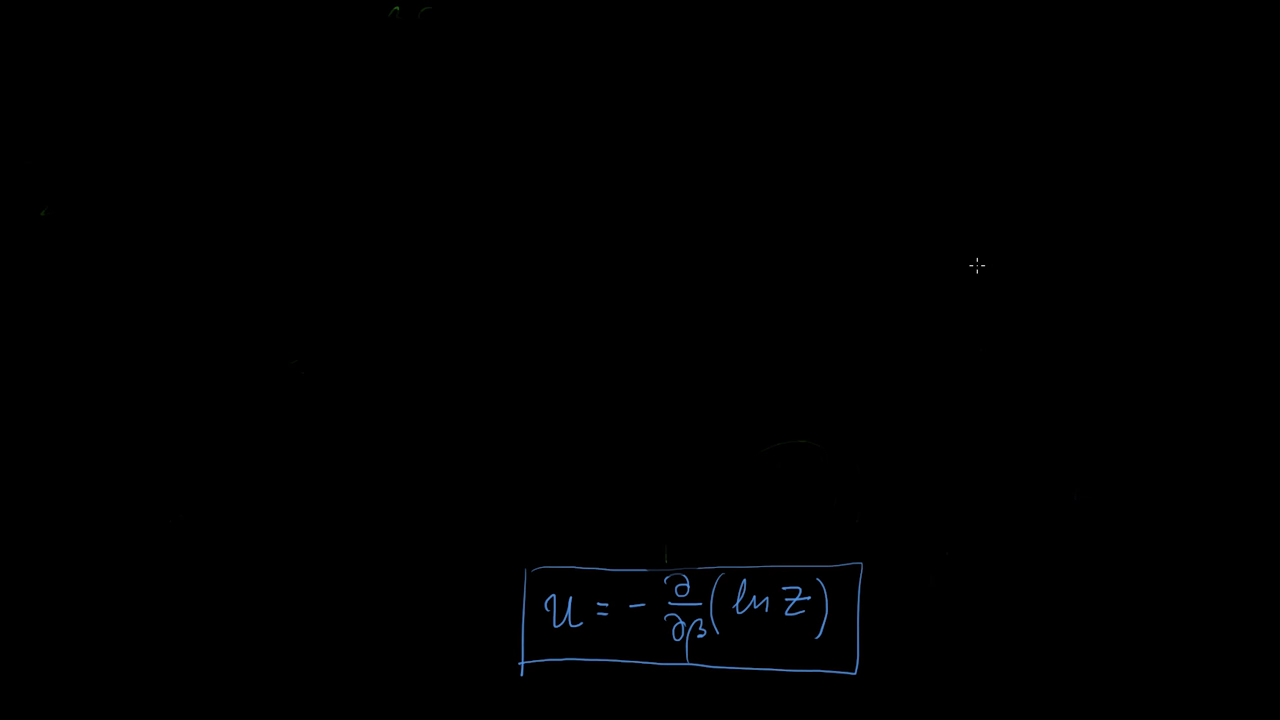 U = - ∂/∂β (ln Z)